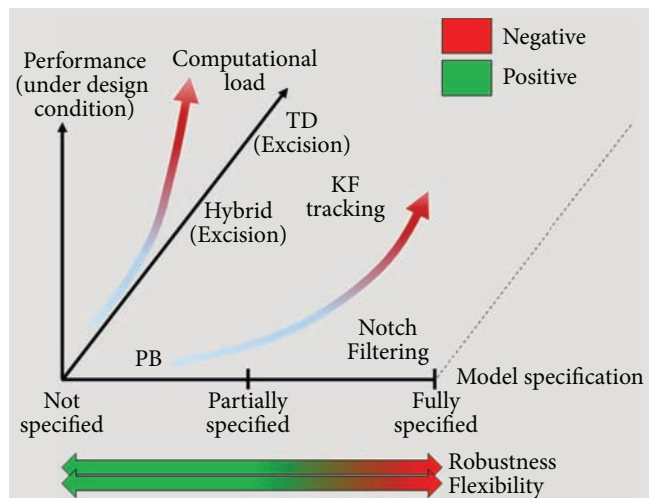 Performance
(under design
condition)
Computational
load
Negative
Positive
TD
(Excision)
KF
tracking
Hybrid
(Excision)
Notch
Filtering
PB
Model specification
Not
specified
Partially
specified
Fully
specified
Robustness
Flexibility